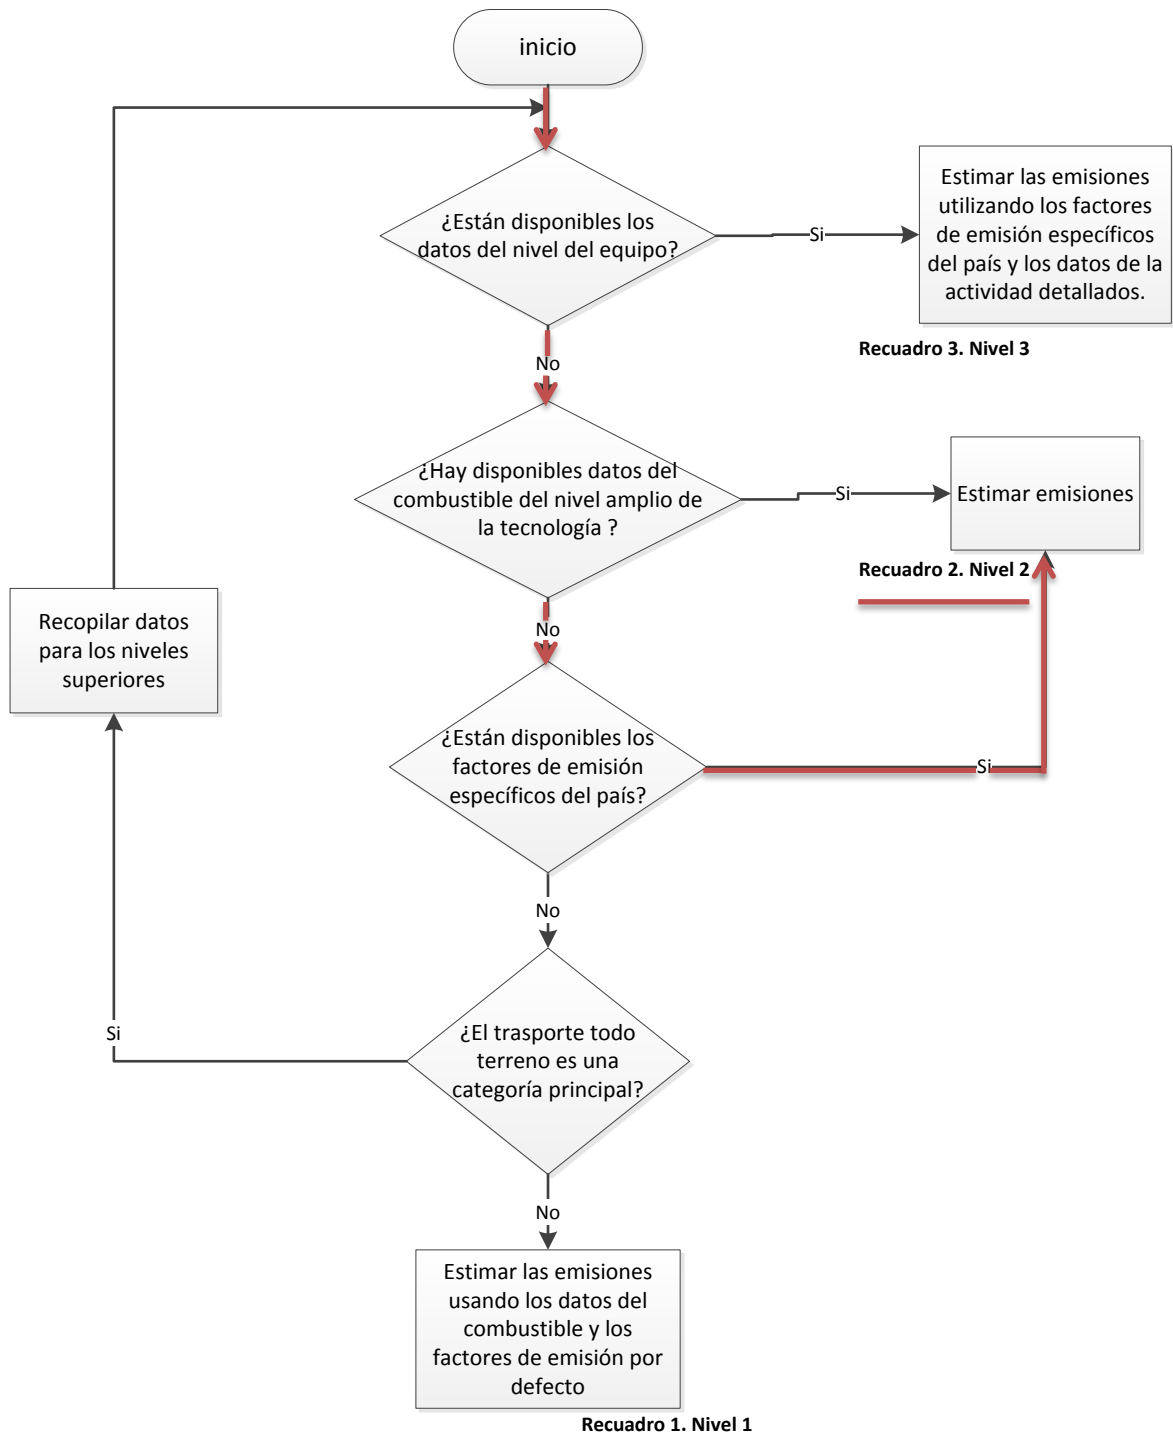 inicio
¿Están disponibles los
datos del nivel del equipo?
Si
Estimar las emisiones
utilizando los factores
de emisión específicos
del país y los datos de la
actividad detallados.
Recuadro 3. Nivel 3
No
¿Hay disponibles datos del
combustible del nivel amplio de
la tecnología ?
Si
Estimar emisiones
Recuadro 2. Nivel 2
No
Recopilar datos
para los niveles
superiores
¿Están disponibles los
factores de emisión
específicos del país?
Si
No
¿El trasporte todo
terreno es una
categoría principal?
Si
No
Estimar las emisiones
usando los datos del
combustible y los
factores de emisión por
defecto
Recuadro 1. Nivel 1